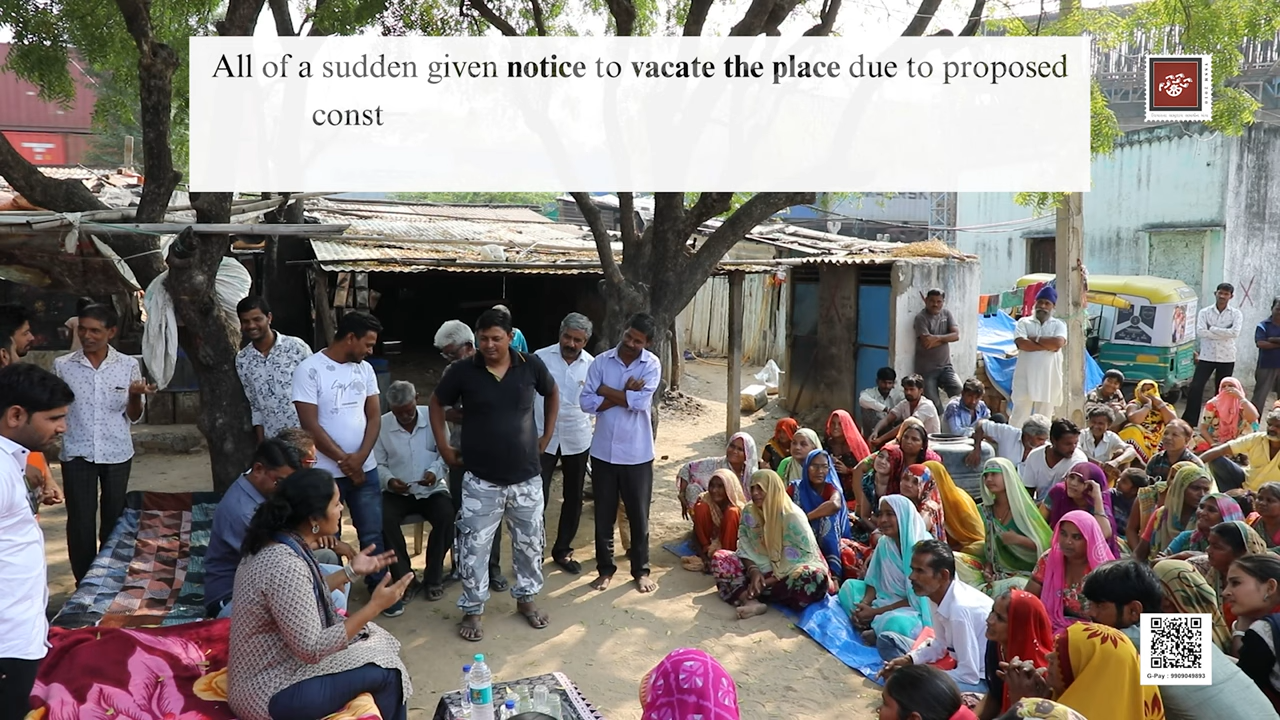 All of a sudden given notice to vacate the place due to proposed
const
G-Pay : 9909049893